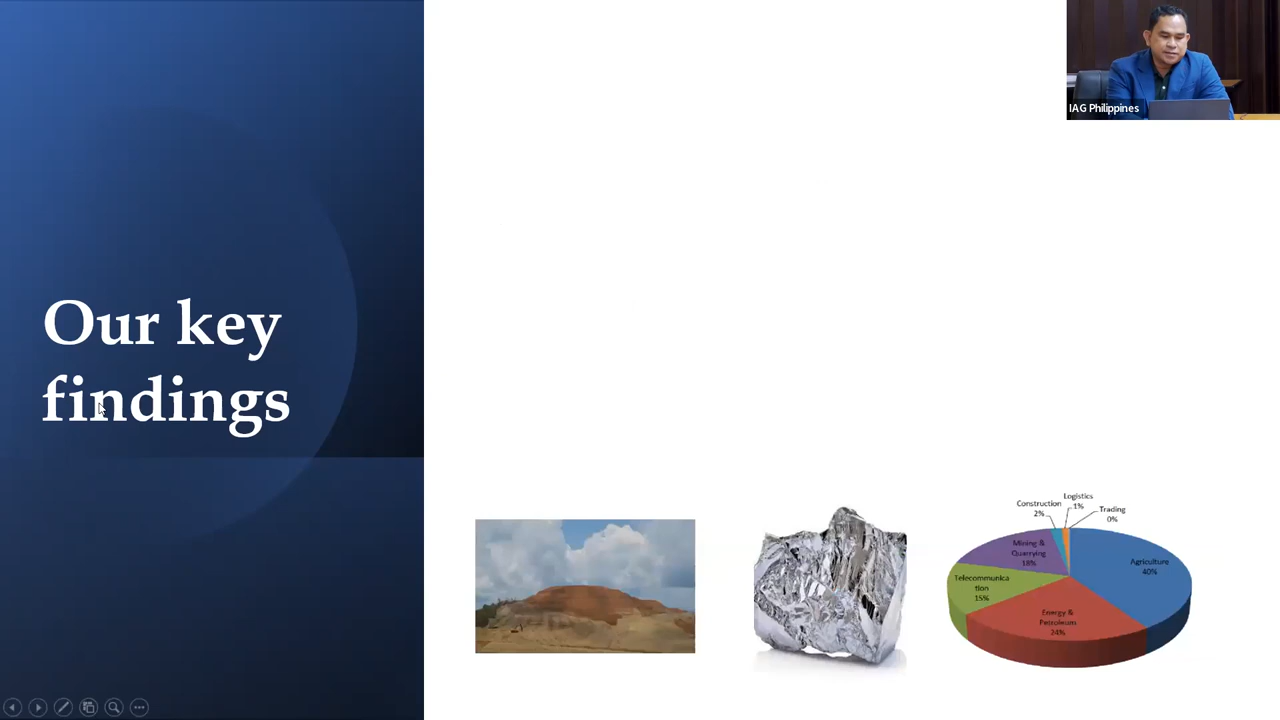 IAG Philippines
Our key
findings
Logistics
1%
Construction
2%
Trading
0%
Mining &
Quarrying
18%
Agriculture
40%
Telecommunica
tion
15%
Energy &
Petroleum
24%